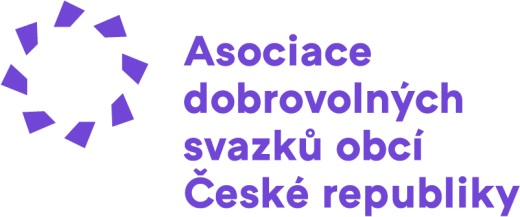 Asociace
dobrovolných
svazků obcí
České republiky